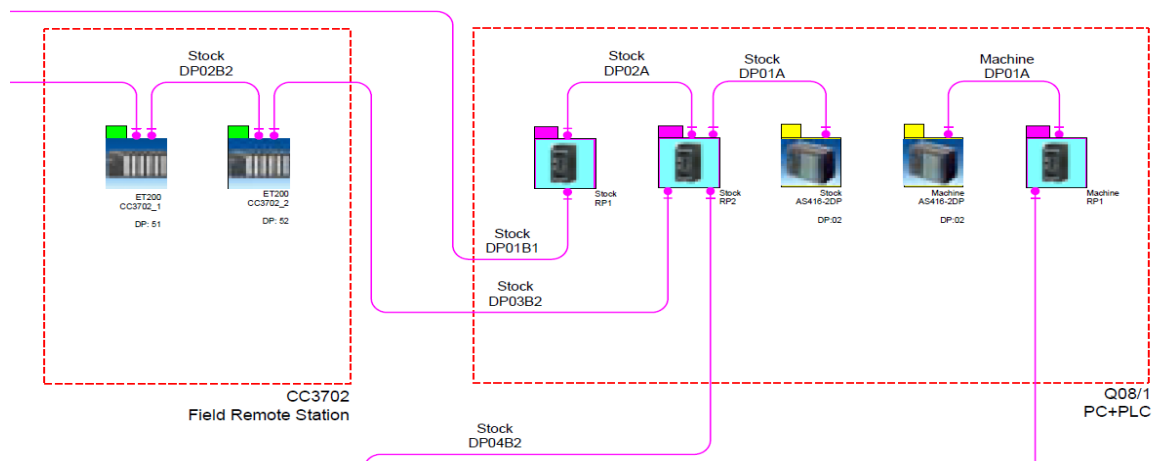 Stock
DP02B2
Stock
DP02A
Stock
DP01A
Machine
DP01A
ET200
CC3702_1
DP: 51
ET200
CC3702_2
DP: 52
Stock
RP1
Stock
RP2
Stock
AS416-2DP
DP:02
Machine
AS416-2DP
DP:02
Machine
RP1
Stock
DP01B1
Stock
DP03B2
CC3702
Field Remote Station
Q08/1
PC+PLC
Stock
DP04B2